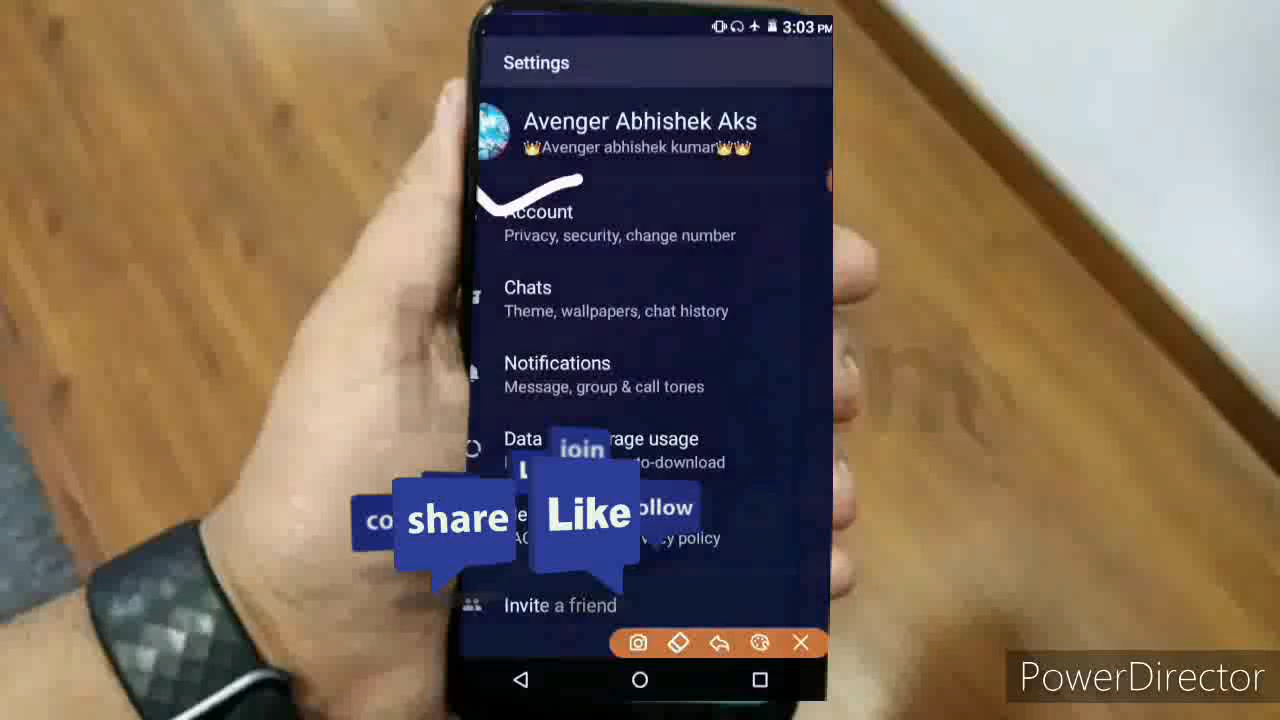 3:03 PM
Settings
Avenger Abhishek Aks
👑Avenger abhishek kumar👑👑
Account
Privacy, security, change number
Chats
Theme, wallpapers, chat history
Notifications
Message, group & call tones
Data rage usage
to-download
join
L
co share Like ollow
cy policy
Invite a friend
PowerDirector